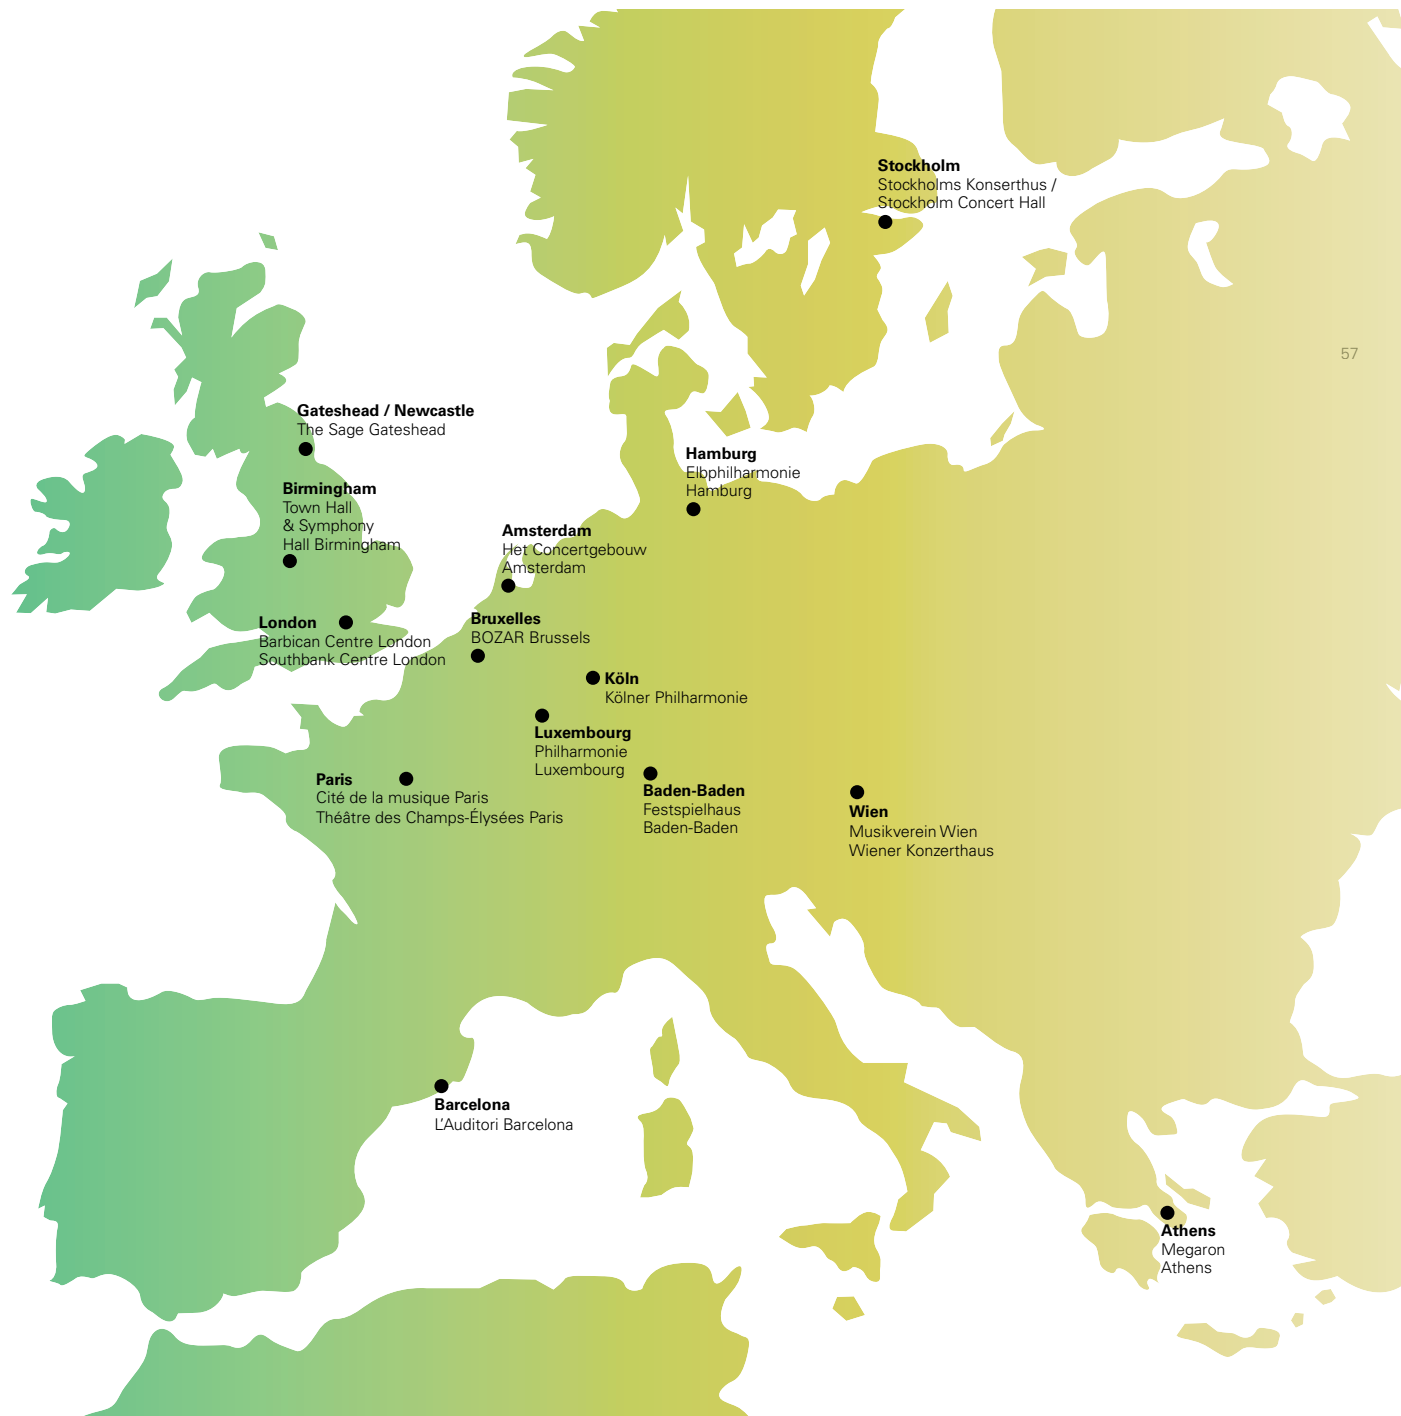 Stockholm
Stockholms Konserthus /
Stockholm Concert Hall
57
Gateshead / Newcastle
The Sage Gateshead
Hamburg
Elbphilharmonie
Hamburg
Birmingham
Town Hall
& Symphony
Hall Birmingham
Amsterdam
Het Concertgebouw
Amsterdam
London
Barbican Centre London
Southbank Centre London
Bruxelles
BOZAR Brussels
Köln
Kölner Philharmonie
Luxembourg
Philharmonie
Luxembourg
Paris
Cité de la musique Paris
Théâtre des Champs-Élysées Paris
Baden-Baden
Festspielhaus
Baden-Baden
Wien
Musikverein Wien
Wiener Konzerthaus
Barcelona
L’Auditori Barcelona
Athens
Megaron
Athens